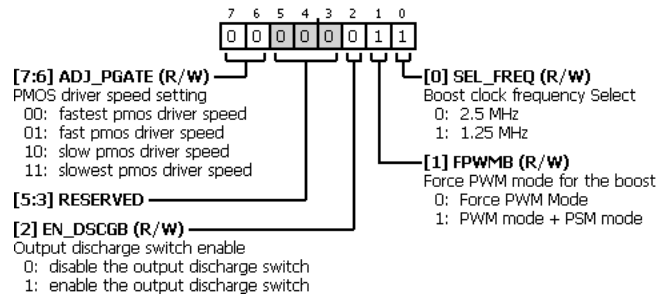 7 6 5 4 3 2 1 0
0 0 0 0 0 0 1 1
[7:6] ADJ_PGATE (R/W)
PMOS driver speed setting
00: fastest pmos driver speed
01: fast pmos driver speed
10: slow pmos driver speed
11: slowest pmos driver speed
[5:3] RESERVED
[2] EN_DSCGB (R/W)
Output discharge switch enable
0: disable the output discharge switch
1: enable the output discharge switch
[0] SEL_FREQ (R/W)
Boost clock frequency Select
0: 2.5 MHz
1: 1.25 MHz
[1] FPWMB (R/W)
Force PWM mode for the boost
0: Force PWM Mode
1: PWM mode + PSM mode